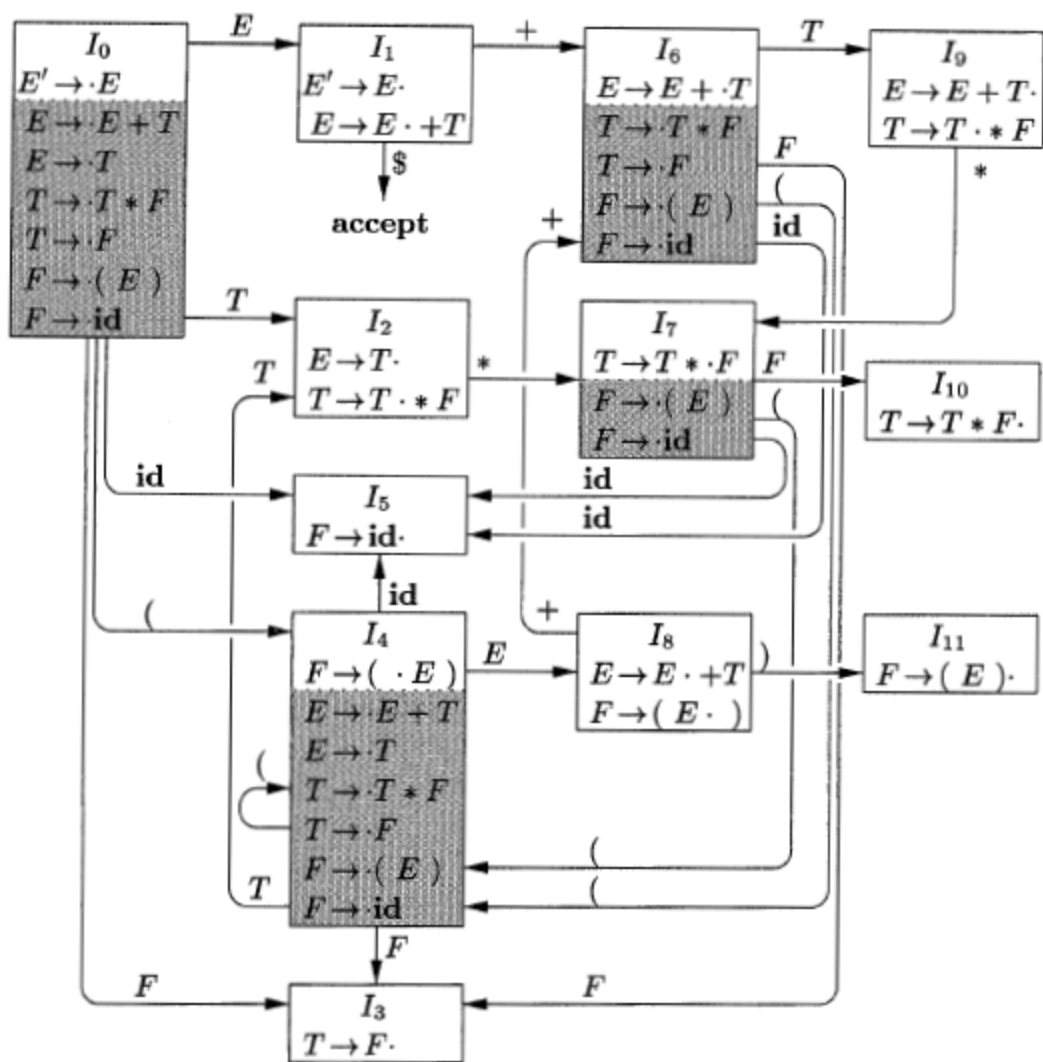 I₀
E′ → ·E
E → ·E + T
E → ·T
T → ·T * F
T → ·F
F → ·( E )
F → ·id
E
I₁
E′ → E·
E → E · +T
$
accept
+
I₆
E → E + ·T
T → ·T * F
T → ·F
F → ·( E )
F → ·id
T
I₉
E → E + T·
T → T · * F
F
(
id
*
+
T
I₂
E → T·
T → T · * F
T
*
I₇
T → T * ·F
F → ·( E )
F → ·id
F
(
I₁₀
T → T * F·
id
I₅
F → id·
id
id
id
(
I₄
F → ( · E )
E → ·E + T
E → ·T
T → ·T * F
T → ·F
F → ·( E )
F → ·id
E
+
I₈
E → E · +T
F → ( E · )
)
I₁₁
F → ( E )·
(
(
T
(
F
F
I₃
T → F·
F